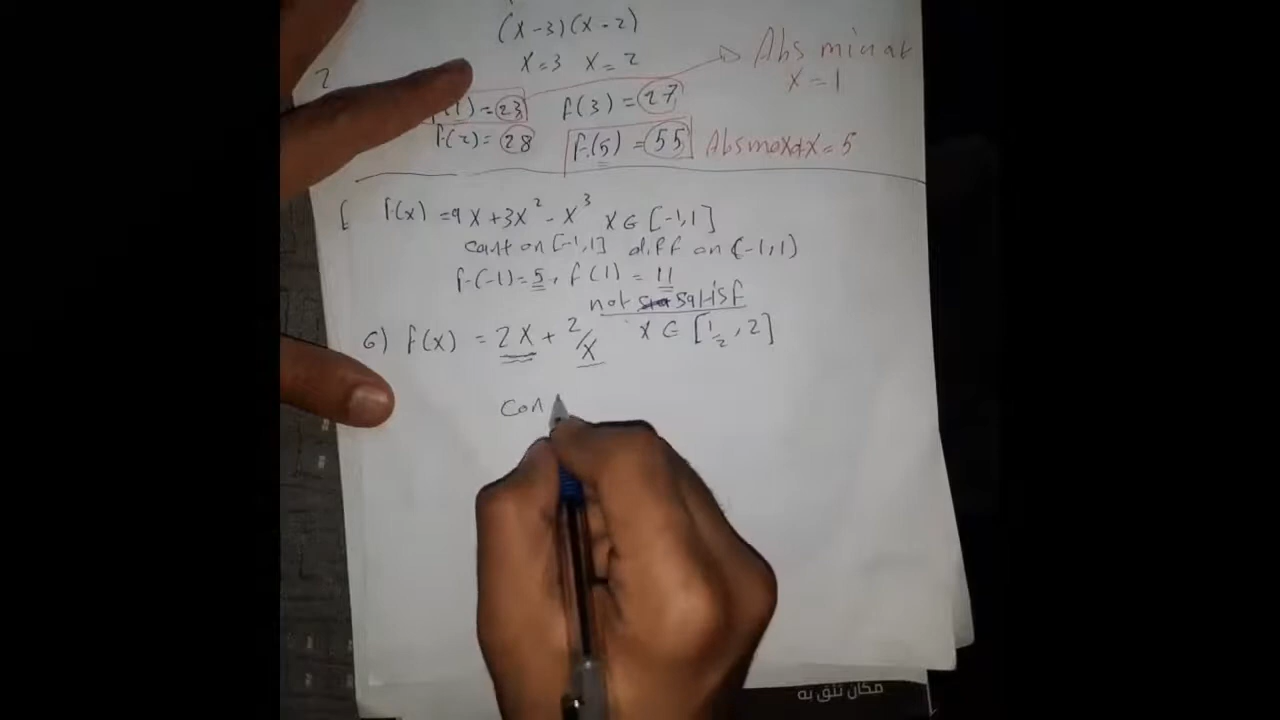 (x-3)(x-2)
x=3 x=2
Abs min at
x=1
f(1)=23 f(3)=27
f(2)=28 f(5)=55 Abs max at x=5
f(x)=9x+3x²-x³ x∈[-1,1]
cont on [-1,1] diff on (-1,1)
f(-1)=5, f(1)=11
not satisf
6) f(x) = 2x + 2/x x∈[1/2,2]
con
مكان تثق به